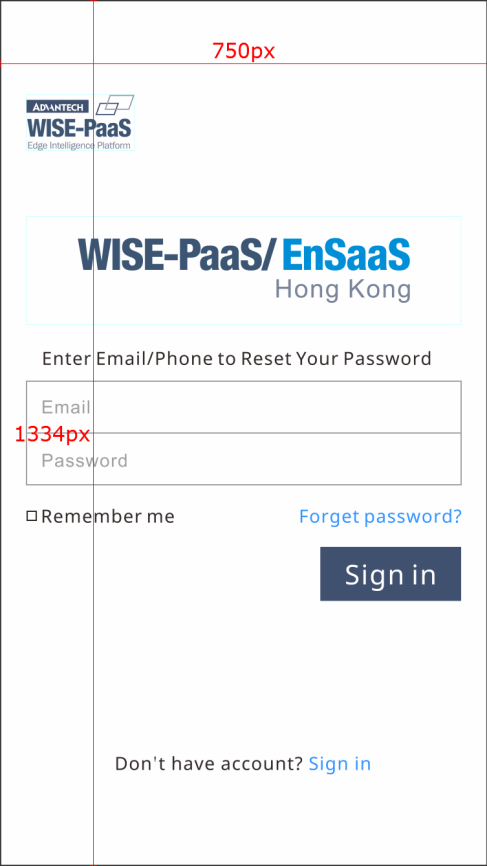 750px
ADVANTECH
WISE-PaaS
Edge Intelligence Platform
WISE-PaaS/ EnSaaS
Hong Kong
Enter Email/Phone to Reset Your Password
Email
1334px
Password
Remember me Forget password?
Sign in
Don't have account? Sign in